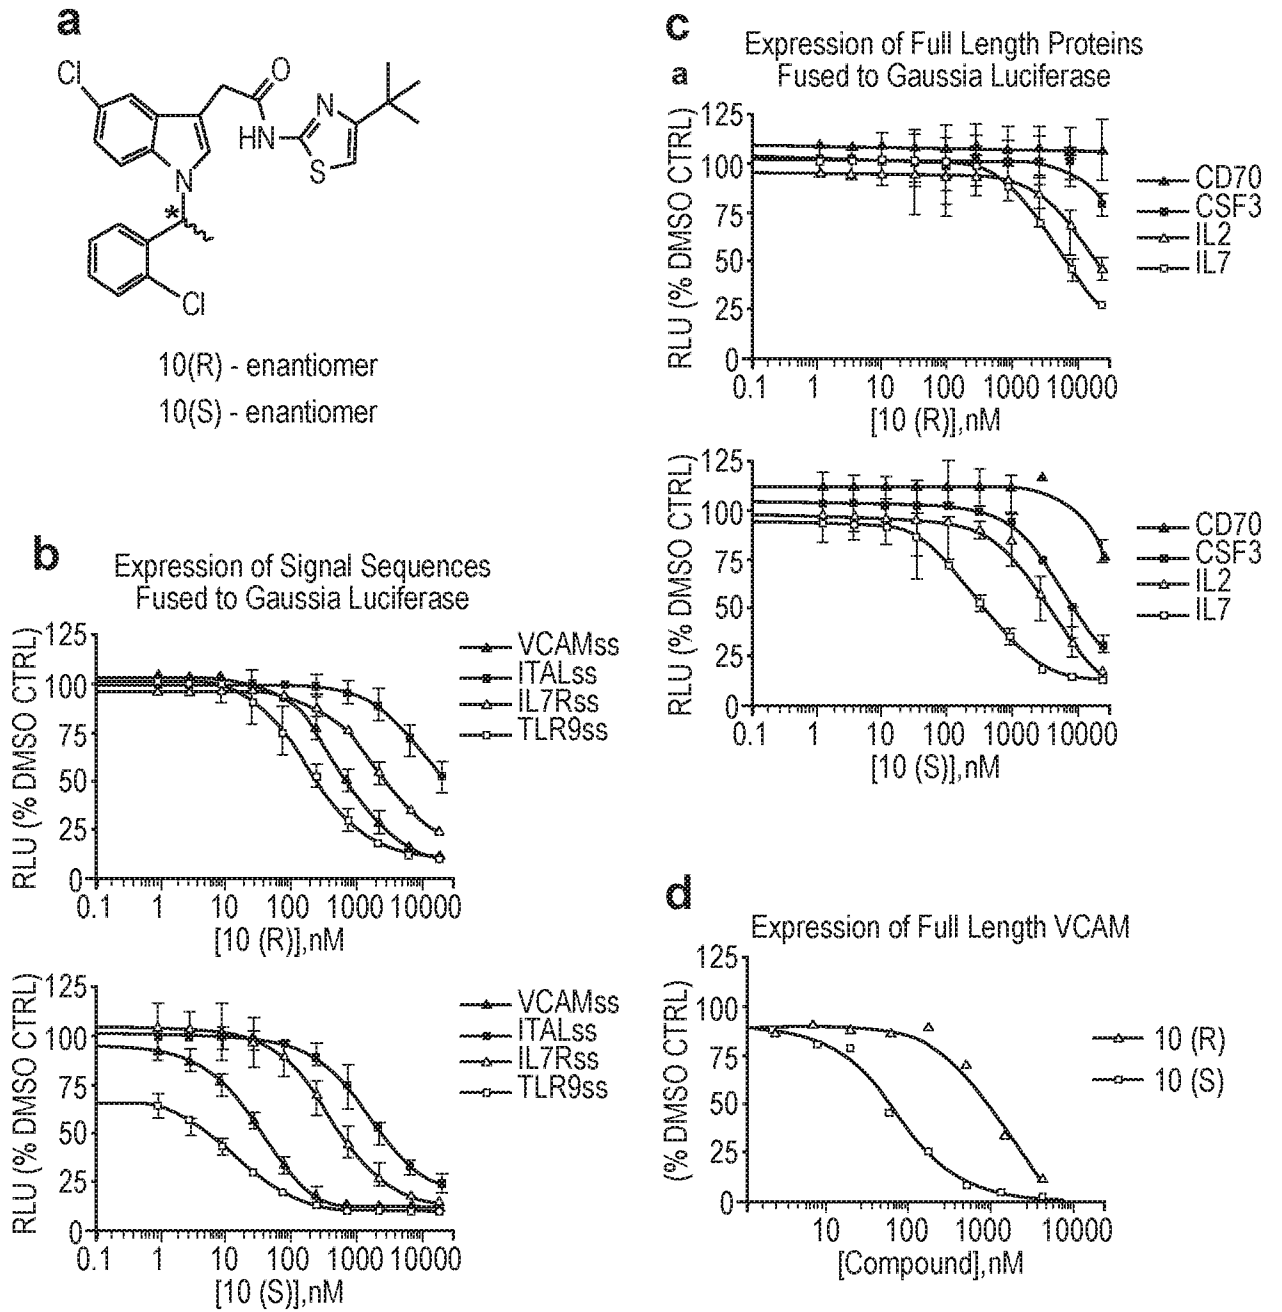 a
Cl
O
N
HN
S
N
*
Cl
10(R) - enantiomer
10(S) - enantiomer
b
Expression of Signal Sequences
Fused to Gaussia Luciferase
RLU (% DMSO CTRL)
125
100
75
50
25
0
0.1 1 10 100 1000 10000
[10 (R)],nM
VCAMss
ITALss
IL7Rss
TLR9ss
RLU (% DMSO CTRL)
125
100
75
50
25
0
0.1 1 10 100 1000 10000
[10 (S)],nM
VCAMss
ITALss
IL7Rss
TLR9ss
c
Expression of Full Length Proteins
a Fused to Gaussia Luciferase
RLU (% DMSO CTRL)
125
100
75
50
25
0
0.1 1 10 100 1000 10000
[10 (R)],nM
CD70
CSF3
IL2
IL7
RLU (% DMSO CTRL)
125
100
75
50
25
0
0.1 1 10 100 1000 10000
[10 (S)],nM
CD70
CSF3
IL2
IL7
d
Expression of Full Length VCAM
(% DMSO CTRL)
125
100
75
50
25
0
10 100 1000 10000
[Compound],nM
10 (R)
10 (S)